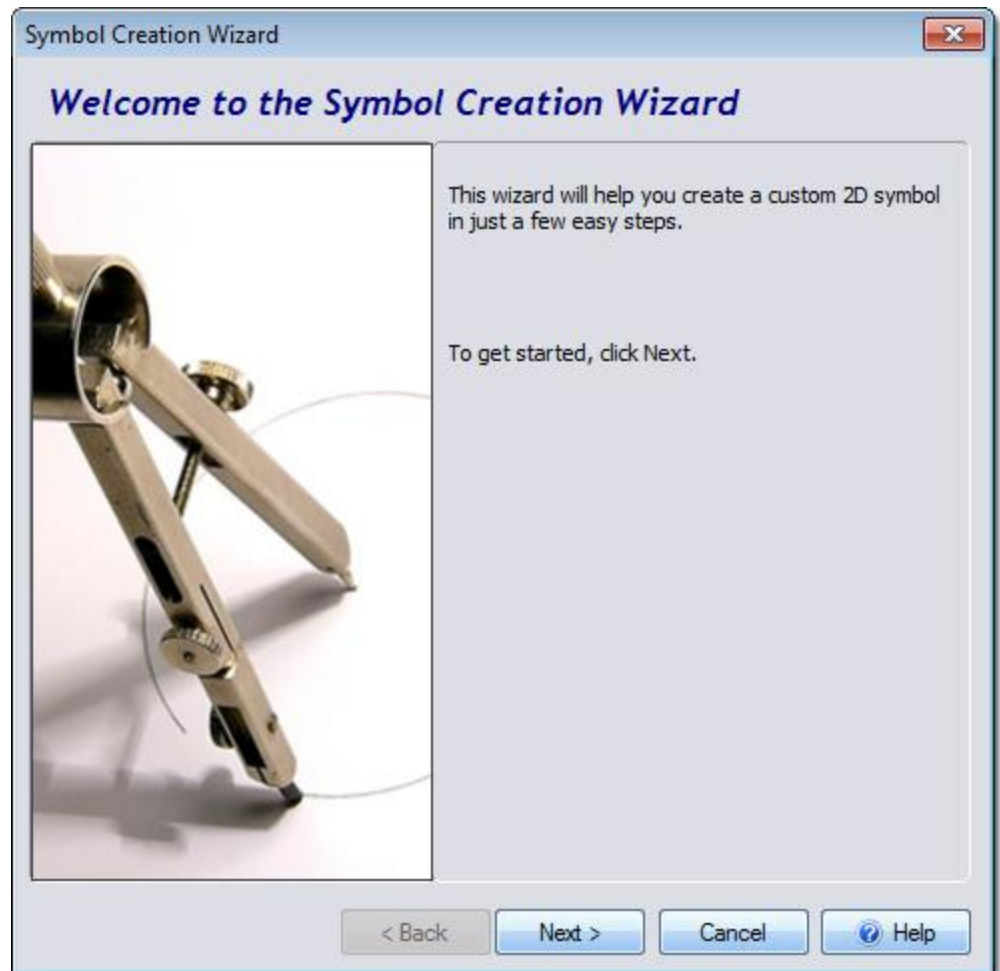 Symbol Creation Wizard
Welcome to the Symbol Creation Wizard
This wizard will help you create a custom 2D symbol
in just a few easy steps.
To get started, click Next.
< Back
Next >
Cancel
Help